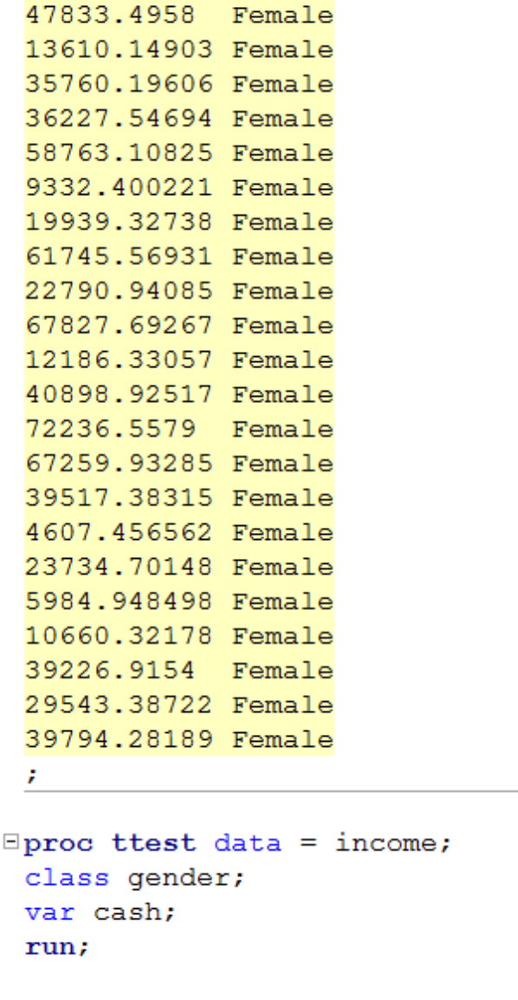 47833.4958 Female
13610.14903 Female
35760.19606 Female
36227.54694 Female
58763.10825 Female
9332.400221 Female
19939.32738 Female
61745.56931 Female
22790.94085 Female
67827.69267 Female
12186.33057 Female
40898.92517 Female
72236.5579 Female
67259.93285 Female
39517.38315 Female
4607.456562 Female
23734.70148 Female
5984.948498 Female
10660.32178 Female
39226.9154 Female
29543.38722 Female
39794.28189 Female
;
proc ttest data = income;
class gender;
var cash;
run;